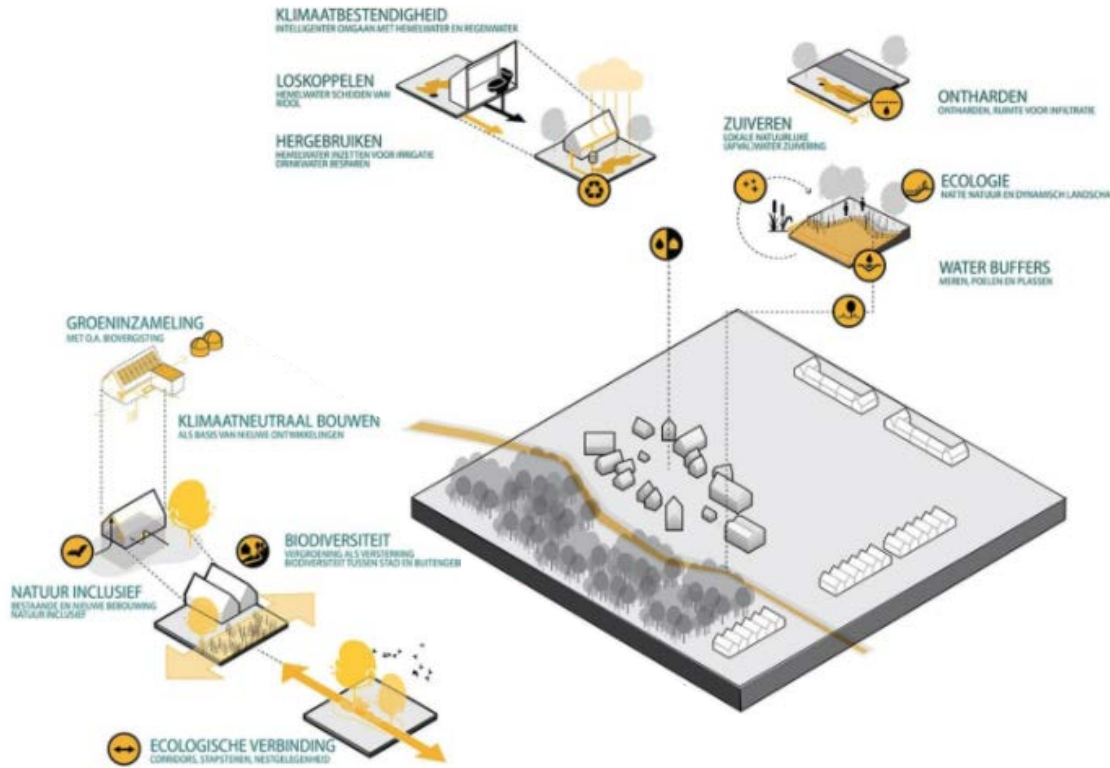 KLIMAATBESTENDIGHEID
INTELLIGENTER OMGAAN MET HEMELWATER EN REGENWATER
LOSKOPPELEN
HEMELWATER SCHEIDEN VAN
RIOOL
HERGEBRUIKEN
HEMELWATER INZETTEN VOOR IRRIGATIE
DRINKWATER BESPAREN
ONTHARDEN
ONTHARDEN, RUIMTE VOOR INFILTRATIE
ZUIVEREN
LOKALE NATUURLIJKE
(AFVAL)WATER ZUIVERING
ECOLOGIE
NATTE NATUUR EN DYNAMISCH LANDSCHA
WATER BUFFERS
MEREN, POELEN EN PLASSEN
GROENINZAMELING
MET O.A. BIOVERGISTING
KLIMAATNEUTRAAL BOUWEN
ALS BASIS VAN NIEUWE ONTWIKKELINGEN
BIODIVERSITEIT
VERGROENING ALS VERSTERKING
BIODIVERSITEIT TUSSEN STAD EN BUITENGEBI
NATUUR INCLUSIEF
BESTAANDE EN NIEUWE BEBOUWING
NATUUR INCLUSIEF
ECOLOGISCHE VERBINDING
CORRIDORS, STAPSTENEN, NESTGELEGENHEID